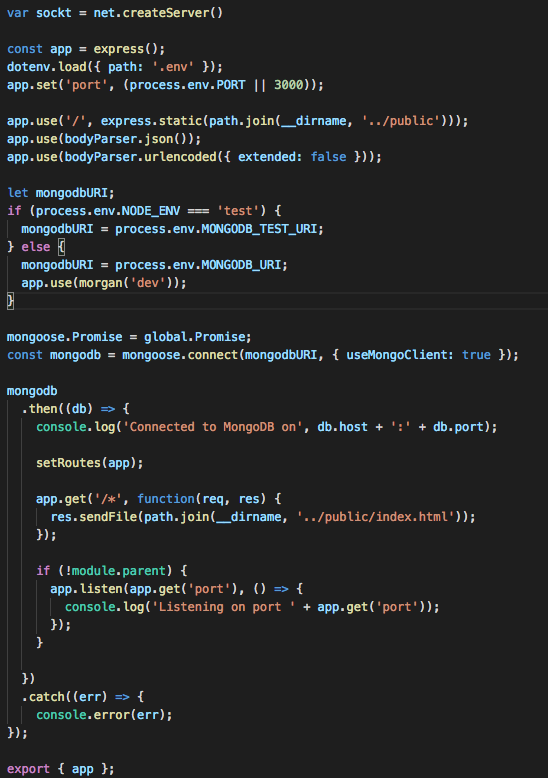 var sockt = net.createServer()
const app = express();
dotenv.load({ path: '.env' });
app.set('port', (process.env.PORT || 3000));
app.use('/', express.static(path.join(__dirname, '../public')));
app.use(bodyParser.json());
app.use(bodyParser.urlencoded({ extended: false }));
let mongodbURI;
if (process.env.NODE_ENV === 'test') {
  mongodbURI = process.env.MONGODB_TEST_URI;
} else {
  mongodbURI = process.env.MONGODB_URI;
  app.use(morgan('dev'));
}
mongoose.Promise = global.Promise;
const mongodb = mongoose.connect(mongodbURI, { useMongoClient: true });
mongodb
  .then((db) => {
    console.log('Connected to MongoDB on', db.host + ':' + db.port);
    setRoutes(app);
    app.get('/*', function(req, res) {
      res.sendFile(path.join(__dirname, '../public/index.html'));
    });
    if (!module.parent) {
      app.listen(app.get('port'), () => {
        console.log('Listening on port ' + app.get('port'));
      });
    }
  })
  .catch((err) => {
    console.error(err);
});
export { app };